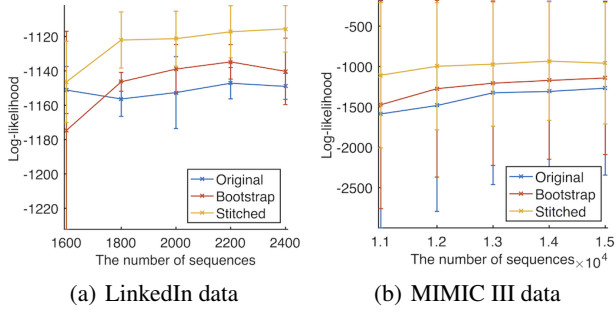 -1120
-1140
-1160
-1180
-1200
-1220
Log-likelihood
Original
Bootstrap
Stitched
1600 1800 2000 2200 2400
The number of sequences
(a) LinkedIn data
-500
-1000
-1500
-2000
-2500
Log-likelihood
Original
Bootstrap
Stitched
1.1 1.2 1.3 1.4 1.5
The number of sequences ×10⁴
(b) MIMIC III data